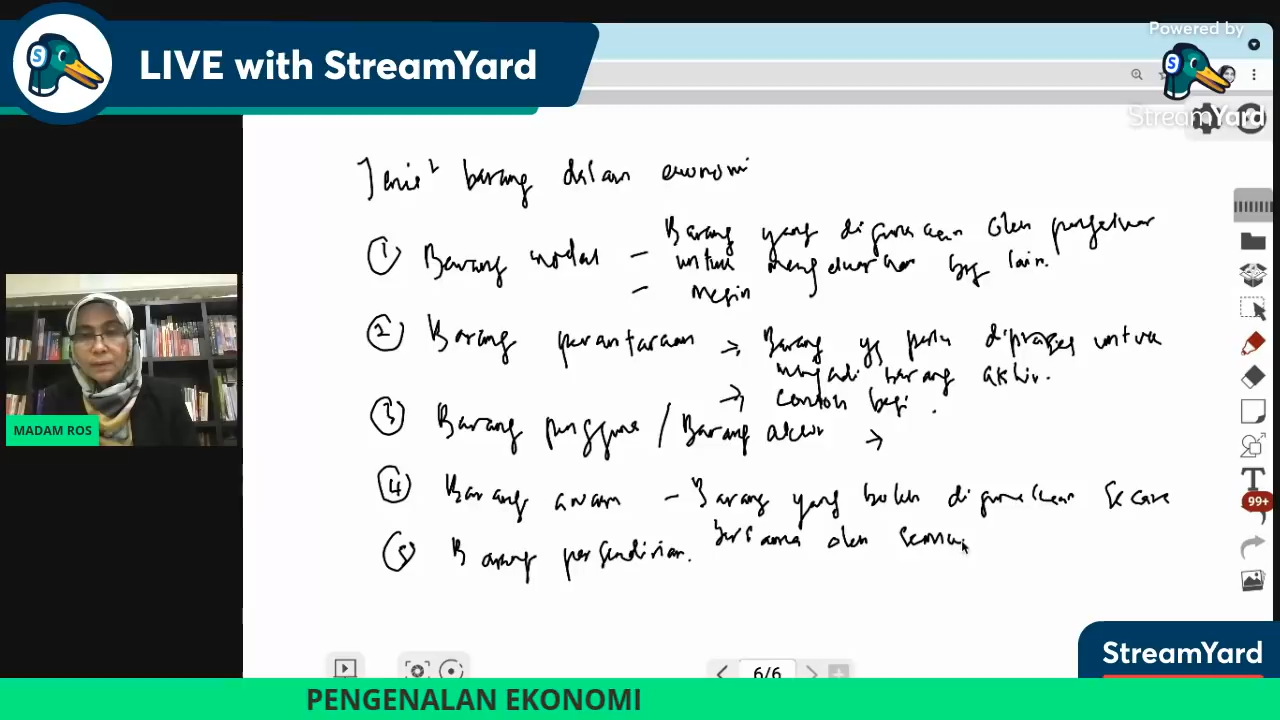 LIVE with StreamYard
Powered by
StreamYard
Jenis² barang dalam ekonomi
① Barang modal – Barang yang digunakan oleh pengeluar
untuk mengeluarkan brg lain.
– Mesin
② Barang perantaraan → Barang yg perlu diproses untuk
menjadi barang akhir.
→ contoh besi.
③ Barang pengguna / Barang akhir →
④ Barang awam – Barang yang boleh digunakan secara
bersama oleh semua
⑤ Barang persendirian.
MADAM ROS
T
99+
6/6
StreamYard
PENGENALAN EKONOMI